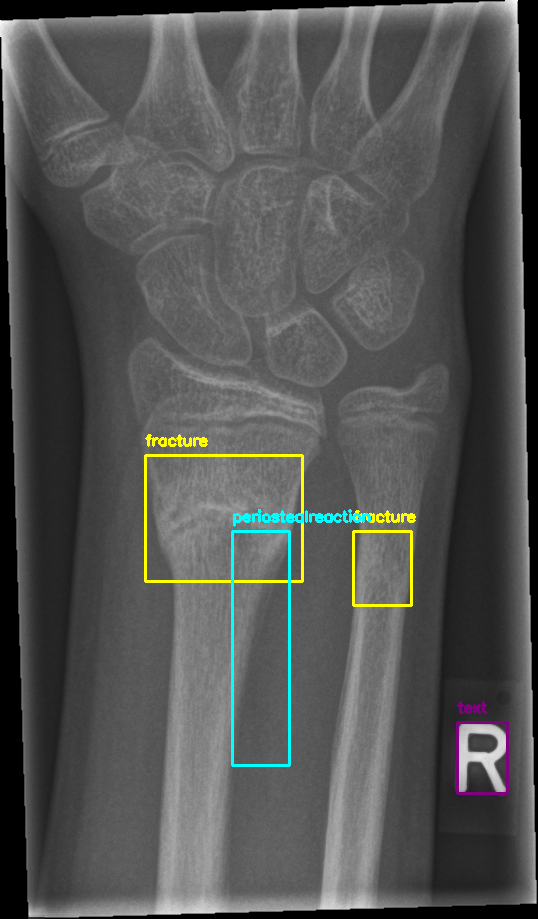 fracture
periostealreaction
fracture
text
R